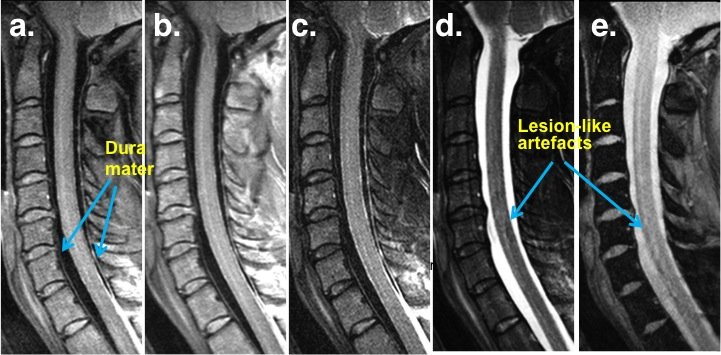 a.
b.
c.
d.
e.
Dura
mater
Lesion-like
artefacts